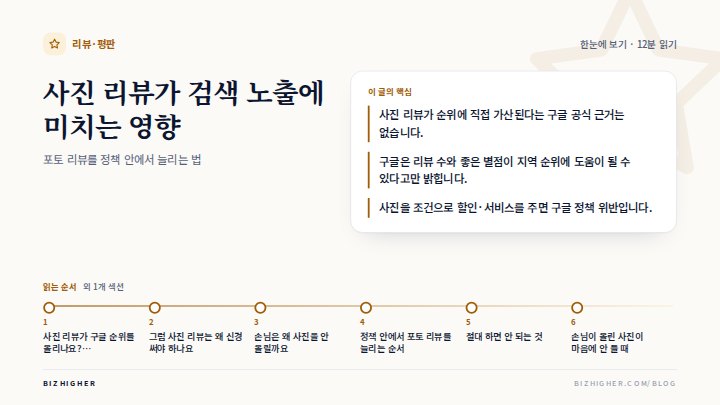 리뷰·평판
한눈에 보기 · 12분 읽기
사진 리뷰가 검색 노출에
미치는 영향
포토 리뷰를 정책 안에서 늘리는 법
이 글의 핵심
사진 리뷰가 순위에 직접 가산된다는 구글 공식 근거는
없습니다.
구글은 리뷰 수와 좋은 별점이 지역 순위에 도움이 될 수
있다고만 밝힙니다.
사진을 조건으로 할인·서비스를 주면 구글 정책 위반입니다.
읽는 순서 외 1개 섹션
1
사진 리뷰가 구글 순위를
올리나요?…
2
그럼 사진 리뷰는 왜 신경
써야 하나요
3
손님은 왜 사진을 안
올릴까요
4
정책 안에서 포토 리뷰를
늘리는 순서
5
절대 하면 안 되는 것
6
손님이 올린 사진이
마음에 안 들 때
BIZHIGHER
BIZHIGHER.COM/BLOG